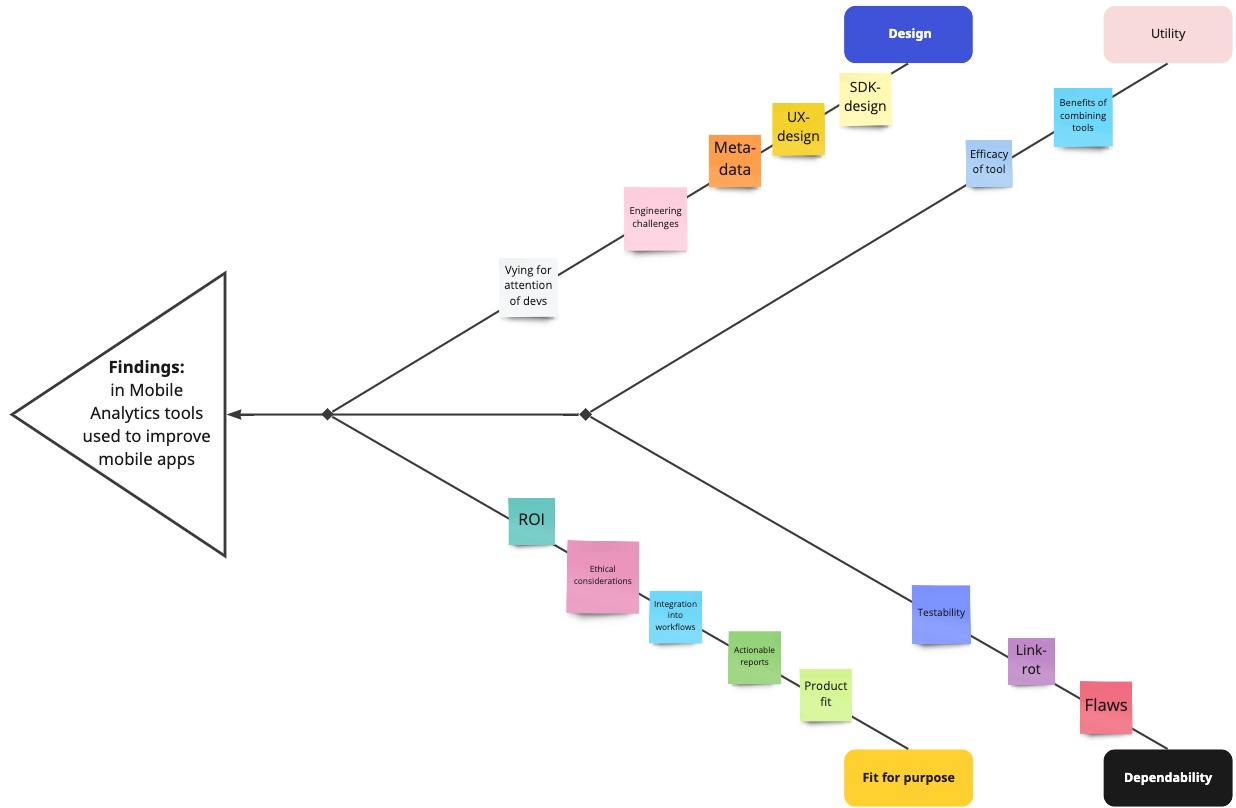 Design
Utility
SDK-
design
Benefits of
combining
tools
UX-
design
Meta-
data
Efficacy
of tool
Engineering
challenges
Vying for
attention
of devs
Findings:
in Mobile
Analytics tools
used to improve
mobile apps
ROI
Ethical
considerations
Integration
into
workflows
Actionable
reports
Product
fit
Testability
Link-
rot
Flaws
Fit for purpose
Dependability